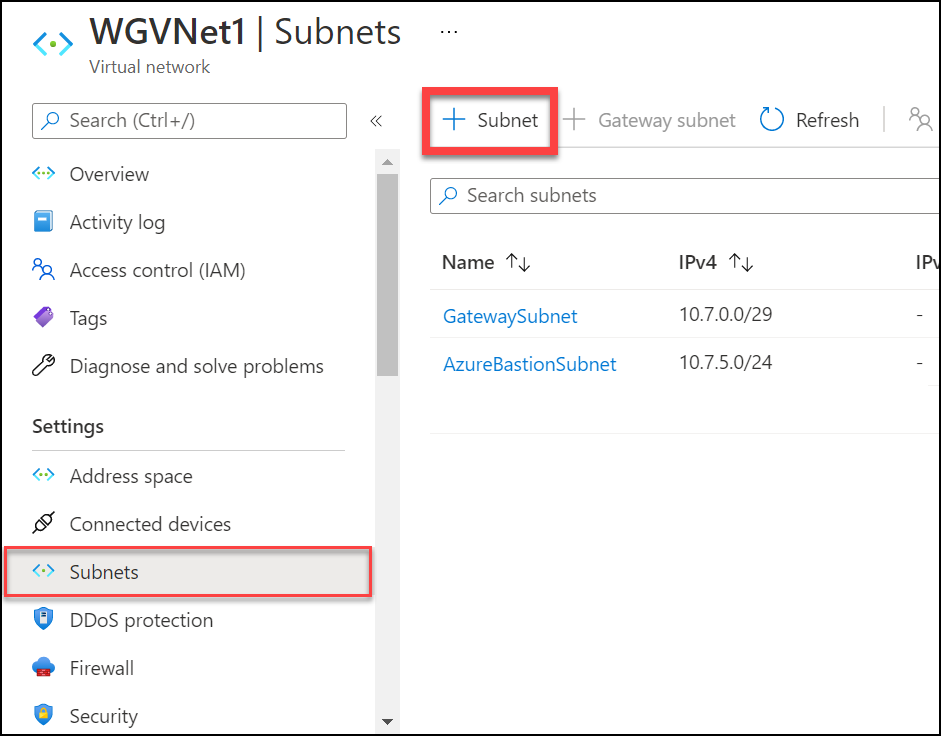 WGVNet1 | Subnets ...
Virtual network
Search (Ctrl+/)
«
Overview
Activity log
Access control (IAM)
Tags
Diagnose and solve problems
Settings
Address space
Connected devices
Subnets
DDoS protection
Firewall
Security
+ Subnet + Gateway subnet Refresh
Search subnets
Name ↑↓ IPv4 ↑↓ IPv
GatewaySubnet 10.7.0.0/29 -
AzureBastionSubnet 10.7.5.0/24 -